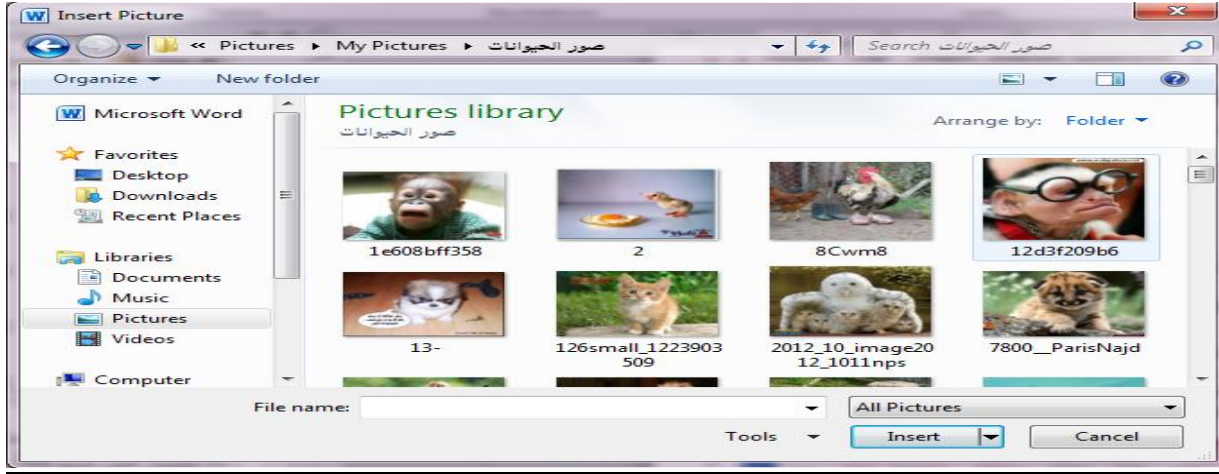 Insert Picture
« Pictures ▸ My Pictures ▸ صور الحيوانات
Search صور الحيوانات
Organize
New folder
Microsoft Word
Favorites
Desktop
Downloads
Recent Places
Libraries
Documents
Music
Pictures
Videos
Computer
Pictures library
صور الحيوانات
Arrange by: Folder
1e608bff358
2
8Cwm8
12d3f209b6
13-
126small_1223903
509
2012_10_image20
12_1011nps
7800__ParisNajd
File name:
All Pictures
Tools
Insert
Cancel